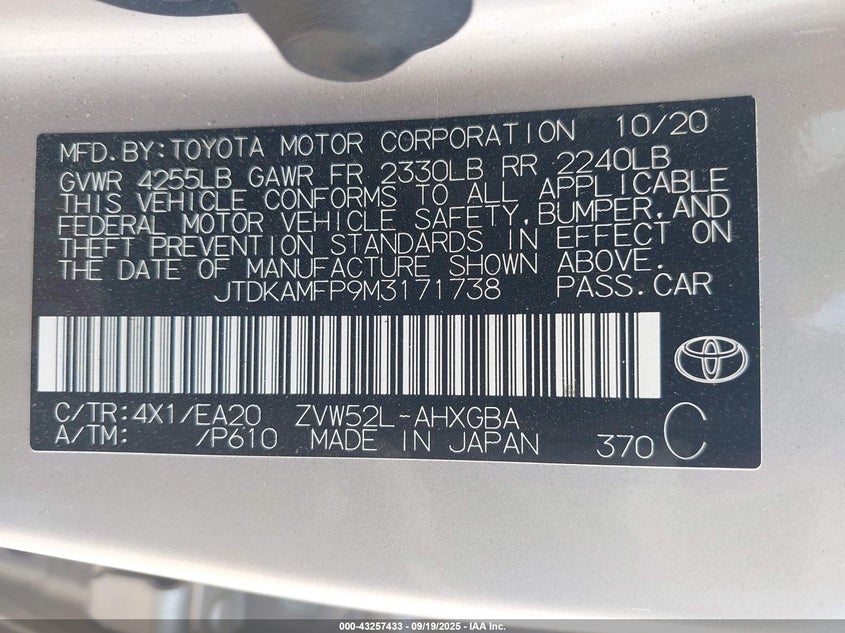 MFD.BY:TOYOTA MOTOR CORPORATION 10/20
GVWR 4255LB GAWR FR 2330LB RR 2240LB
THIS VEHICLE CONFORMS TO ALL APPLICABLE
FEDERAL MOTOR VEHICLE SAFETY,BUMPER,AND
THEFT PREVENTION STANDARDS IN EFFECT ON
THE DATE OF MANUFACTURE SHOWN ABOVE.
JTDKAMFP9M3171738 PASS.CAR
C/TR:4X1/EA20 ZVW52L-AHXGBA
A/TM: /P610 MADE IN JAPAN 370 C
000-43257433 - 09/19/2025 - IAA Inc.